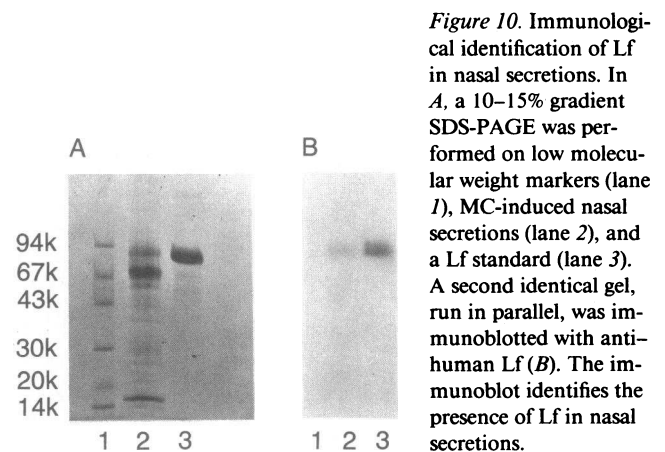 A
94k
67k
43k
30k
20k
14k
1 2 3
B
1 2 3
Figure 10. Immunologi-
cal identification of Lf
in nasal secretions. In
A, a 10–15% gradient
SDS-PAGE was per-
formed on low molecu-
lar weight markers (lane
1), MC-induced nasal
secretions (lane 2), and
a Lf standard (lane 3).
A second identical gel,
run in parallel, was im-
munoblotted with anti–
human Lf (B). The im-
munoblot identifies the
presence of Lf in nasal
secretions.